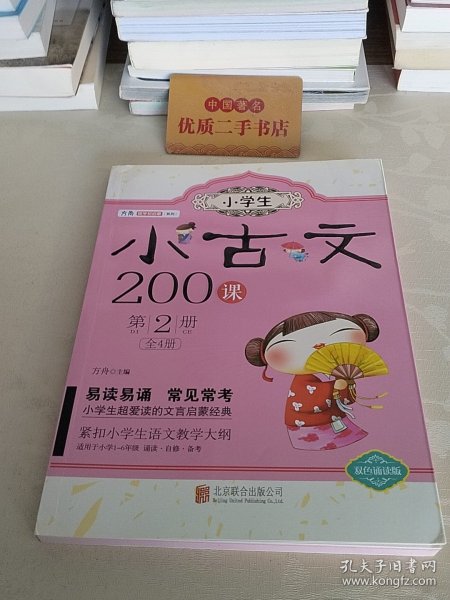 中国著名
优质二手书店
小学生
方舟
小古文
200课
第2册
DI CE
全4册
方舟 主编
易读易诵 常见常考
小学生超爱读的文言启蒙经典
紧扣小学生语文教学大纲
适用于小学1-6年级 诵读·自修·备考
双色诵读版
北京联合出版公司
Beijing United Publishing Co.,Ltd.
孔夫子旧书网
www.kongfz.com